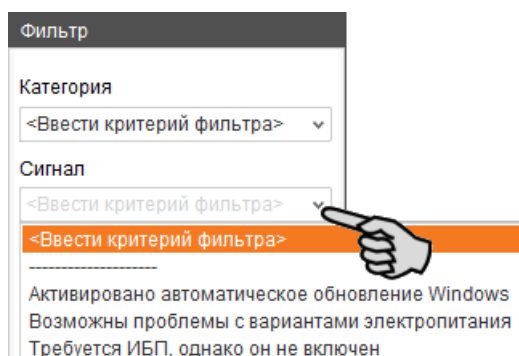 Фильтр
Категория
<Ввести критерий фильтра>
Сигнал
<Ввести критерий фильтра>
<Ввести критерий фильтра>
--------------------
Активировано автоматическое обновление Windows
Возможны проблемы с вариантами электропитания
Требуется ИБП, однако он не включен